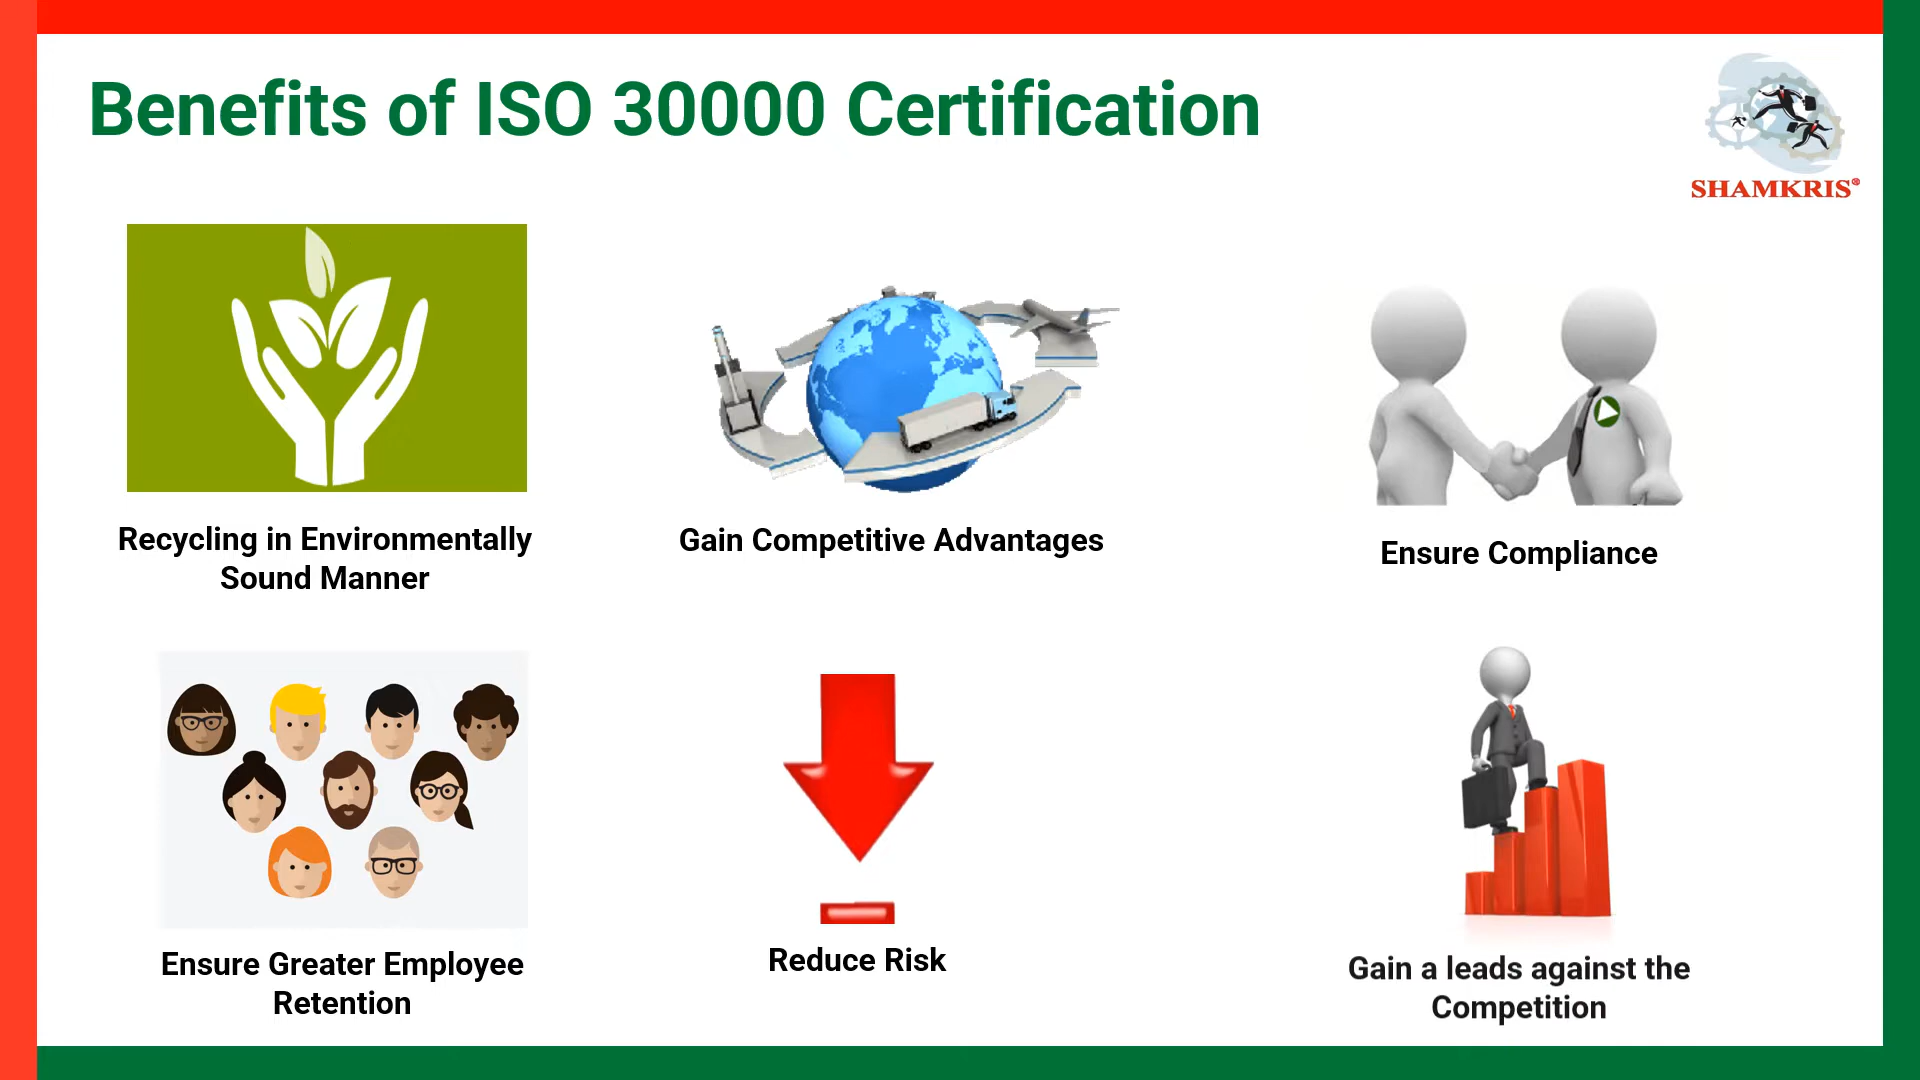 Benefits of ISO 30000 Certification
SHAMKRIS®
Recycling in Environmentally
Sound Manner
Gain Competitive Advantages
Ensure Compliance
Ensure Greater Employee
Retention
Reduce Risk
Gain a leads against the
Competition